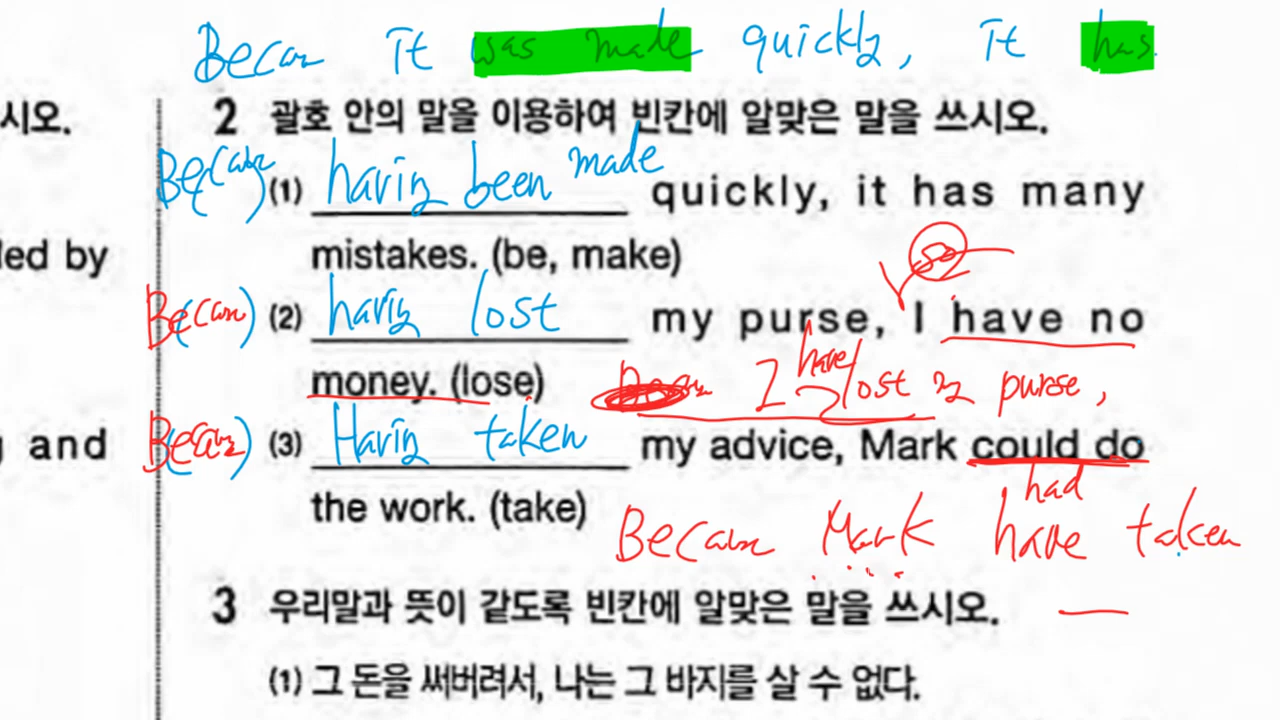 Becau it was made quickly, it has
시오.
2 괄호 안의 말을 이용하여 빈칸에 알맞은 말을 쓰시오.
Because) (1) having been made quickly, it has many
led by
mistakes. (be, make)
so
Because) (2) having lost my purse, I have no
money. (lose)
I have lost my purse,
and
Because) (3) Having taken my advice, Mark could do
the work. (take)
had
Because Mark have taken
3 우리말과 뜻이 같도록 빈칸에 알맞은 말을 쓰시오.
(1) 그 돈을 써버려서, 나는 그 바지를 살 수 없다.